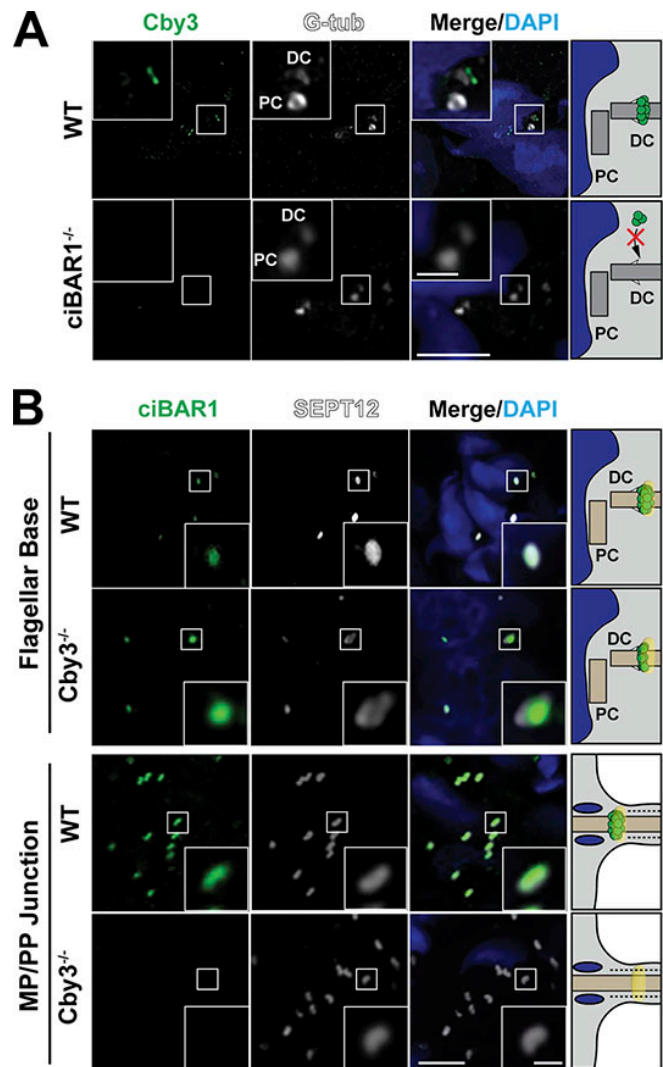 A
Cby3 G-tub Merge/DAPI
WT
DC
PC
DC
PC
ciBAR1-/-
DC
PC
DC
PC
B
ciBAR1 SEPT12 Merge/DAPI
Flagellar Base
WT
DC
PC
Cby3-/-
DC
PC
MP/PP Junction
WT
Cby3-/-